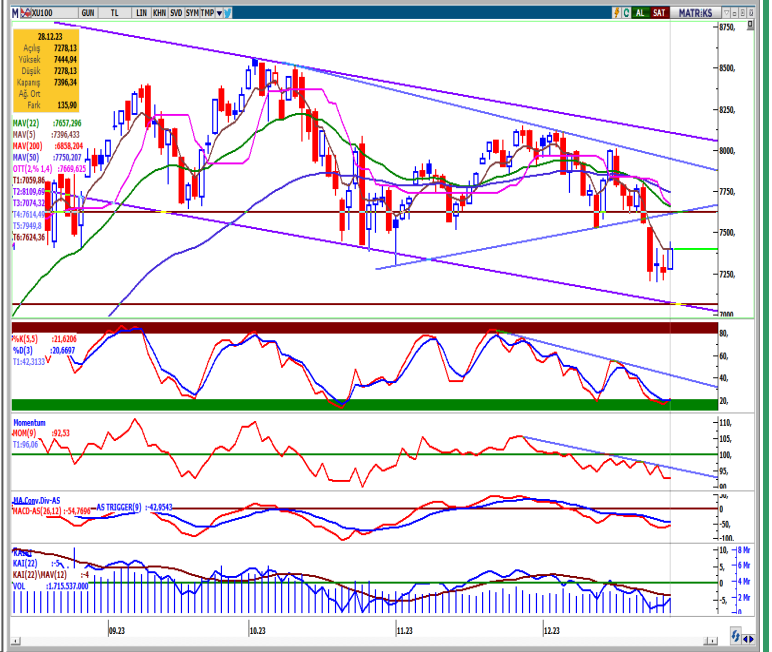 M XU100 GUN TL LIN KHN SVD SYM TMP C AL SAT MATRİKS
28.12.23
Açılış 7278,13
Yüksek 7444,94
Düşük 7278,13
Kapanış 7396,34
Ağ. Ort
Fark 135,90
MAV(22) :7657,296
MAV(5) :7396,433
MAV(200) :6858,204
MAV(50) :7750,207
OTT(2,% 1,4) :7669,625
T1:7059,86
T2:8109,69
T3:7074,32
T4:7614,49
T5:7949,8
T6:7624,36
8750,
8500,
8250,
8000,
7750,
7500,
7250,
7000
%K(5,5) :21,6206
%D(3) :20,6697
T1:42,3133
80,
60,
40,
20,
Momentum
MOM(9) :92,53
T1:96,06
110,
105,
100,
95,
90
MA.Conv.Div-AS
MACD-AS(26,12) :-54,7696 AS TRIGGER(9) :-42,9543
50,
0,
-50,
-100,
KAI(22) :-5
KAI(22)\MAV(12) :-4
VOL :1.715.537.000
10,
5,
0,
-5,
8 Mr
6 Mr
4 Mr
2 Mr
0
09.23 10.23 11.23 12.23